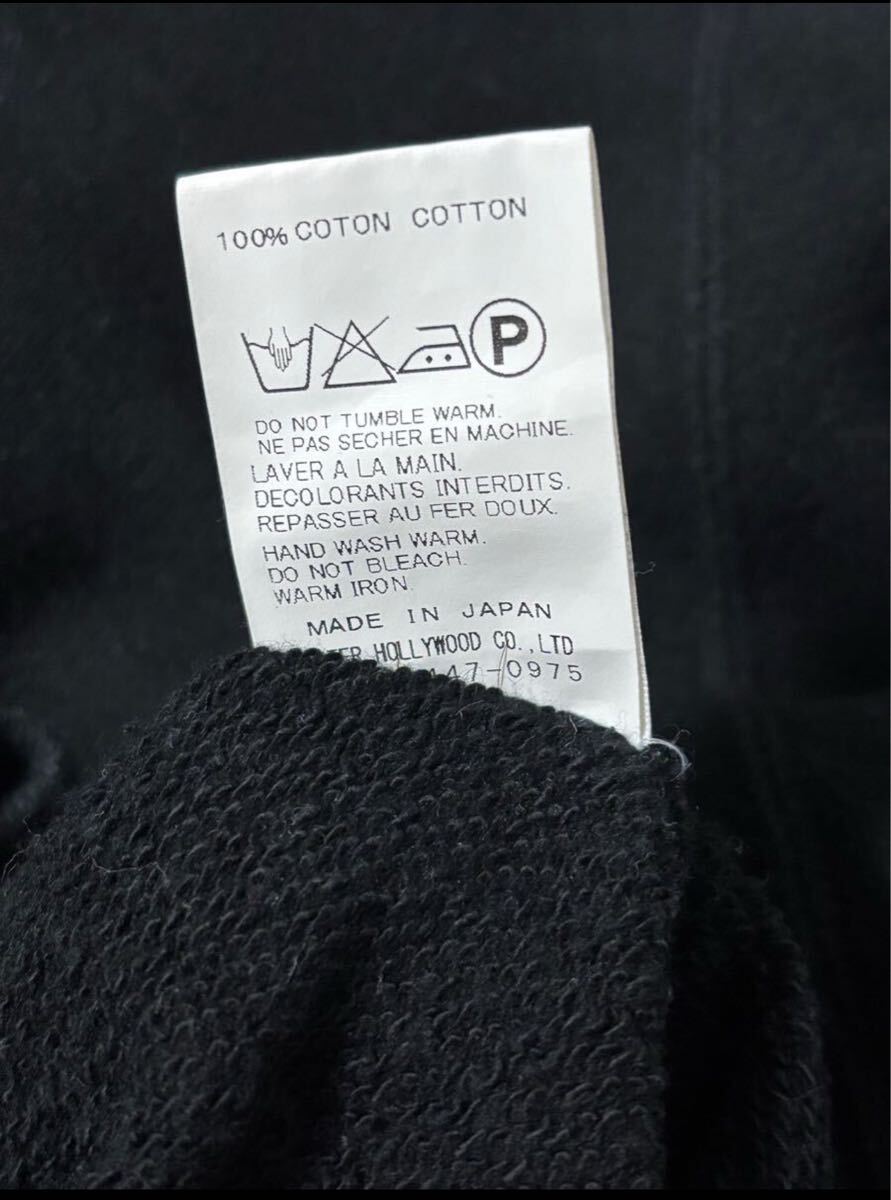 100% COTON COTTON
P
DO NOT TUMBLE WARM.
NE PAS SECHER EN MACHINE.
LAVER A LA MAIN.
DECOLORANTS INTERDITS.
REPASSER AU FER DOUX.
HAND WASH WARM.
DO NOT BLEACH.
WARM IRON.
MADE IN JAPAN
HOLLYWOOD CO.,LTD
447-0975